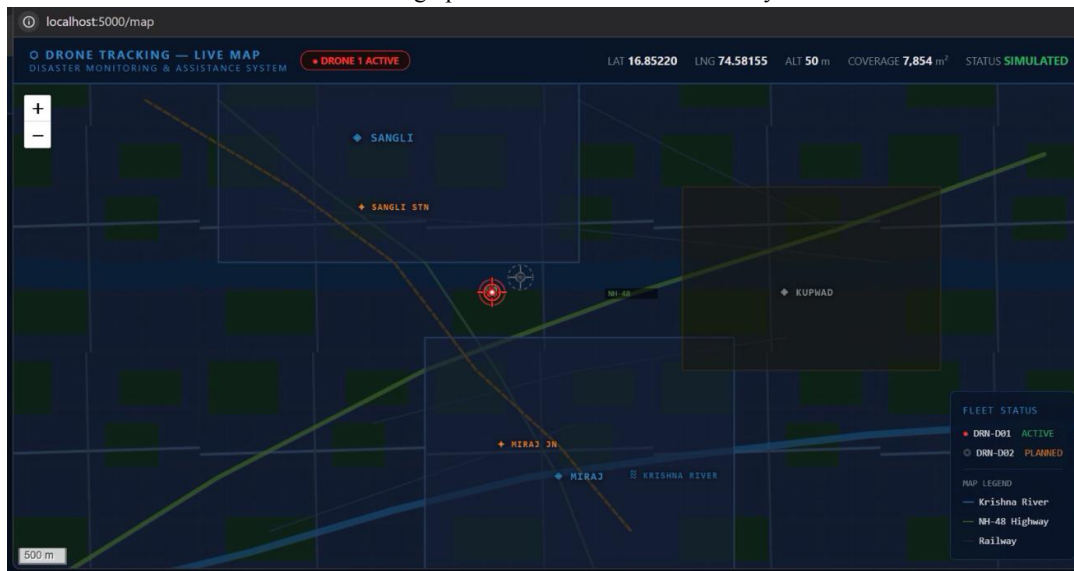 localhost:5000/map
DRONE TRACKING — LIVE MAP
DISASTER MONITORING & ASSISTANCE SYSTEM
● DRONE 1 ACTIVE
LAT 16.85220 LNG 74.58155 ALT 50 m COVERAGE 7,854 m² STATUS SIMULATED
+
−
◆ SANGLI
✦ SANGLI STN
NH-48
◆ KUPWAD
✦ MIRAJ JN
◆ MIRAJ
KRISHNA RIVER
FLEET STATUS
● DRN-D01 ACTIVE
○ DRN-D02 PLANNED
MAP LEGEND
— Krishna River
— NH-48 Highway
— Railway
500 m